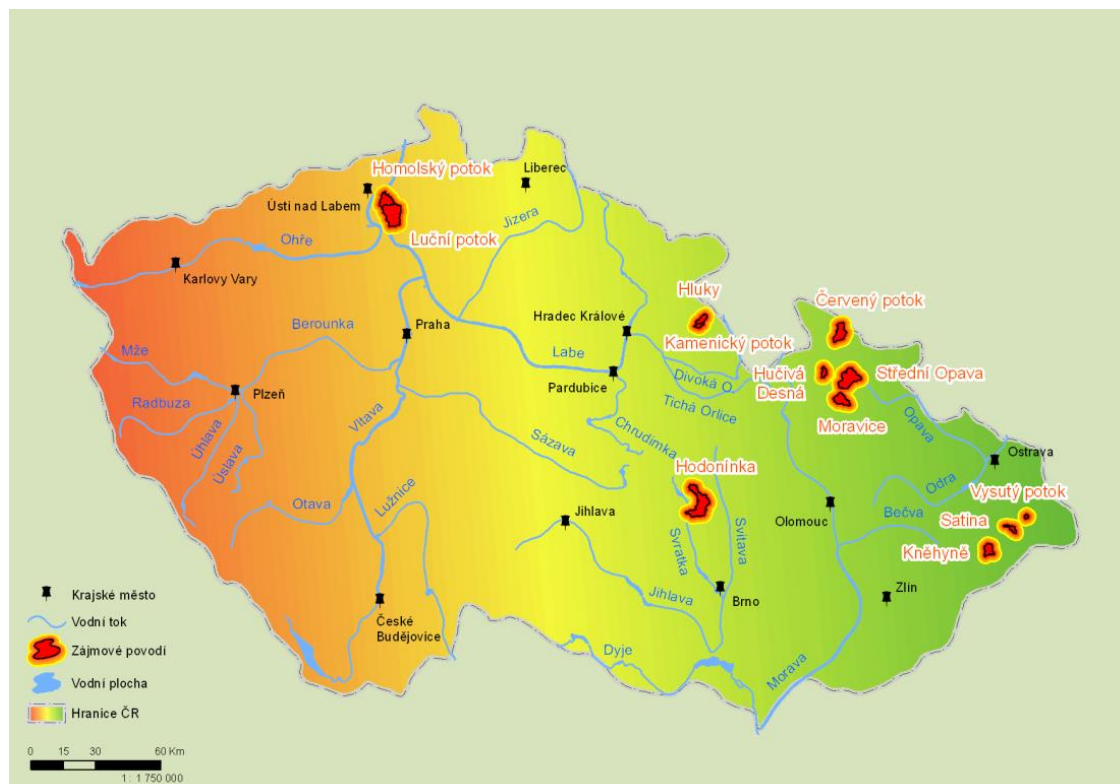 Homolský potok
Liberec
Ústí nad Labem
Jizera
Luční potok
Ohře
Karlovy Vary
Hluky
Červený potok
Berounka
Praha
Hradec Králové
Kamenický potok
Mže
Labe
Hučivá
Desná
Střední Opava
Pardubice
Divoká O.
Plzeň
Radbuza
Tichá Orlice
Moravice
Úhlava
Úslava
Vltava
Chrudimka
Opava
Sázava
Hodonínka
Ostrava
Otava
Lužnice
Odra
Vysutý potok
Jihlava
Svratka
Svitava
Olomouc
Bečva
Satina
Kněhyně
Krajské město
Jihlava
Brno
Zlín
Vodní tok
České
Budějovice
Zájmové povodí
Dyje
Morava
Vodní plocha
Hranice ČR
0 15 30 60 Km
1 : 1 750 000